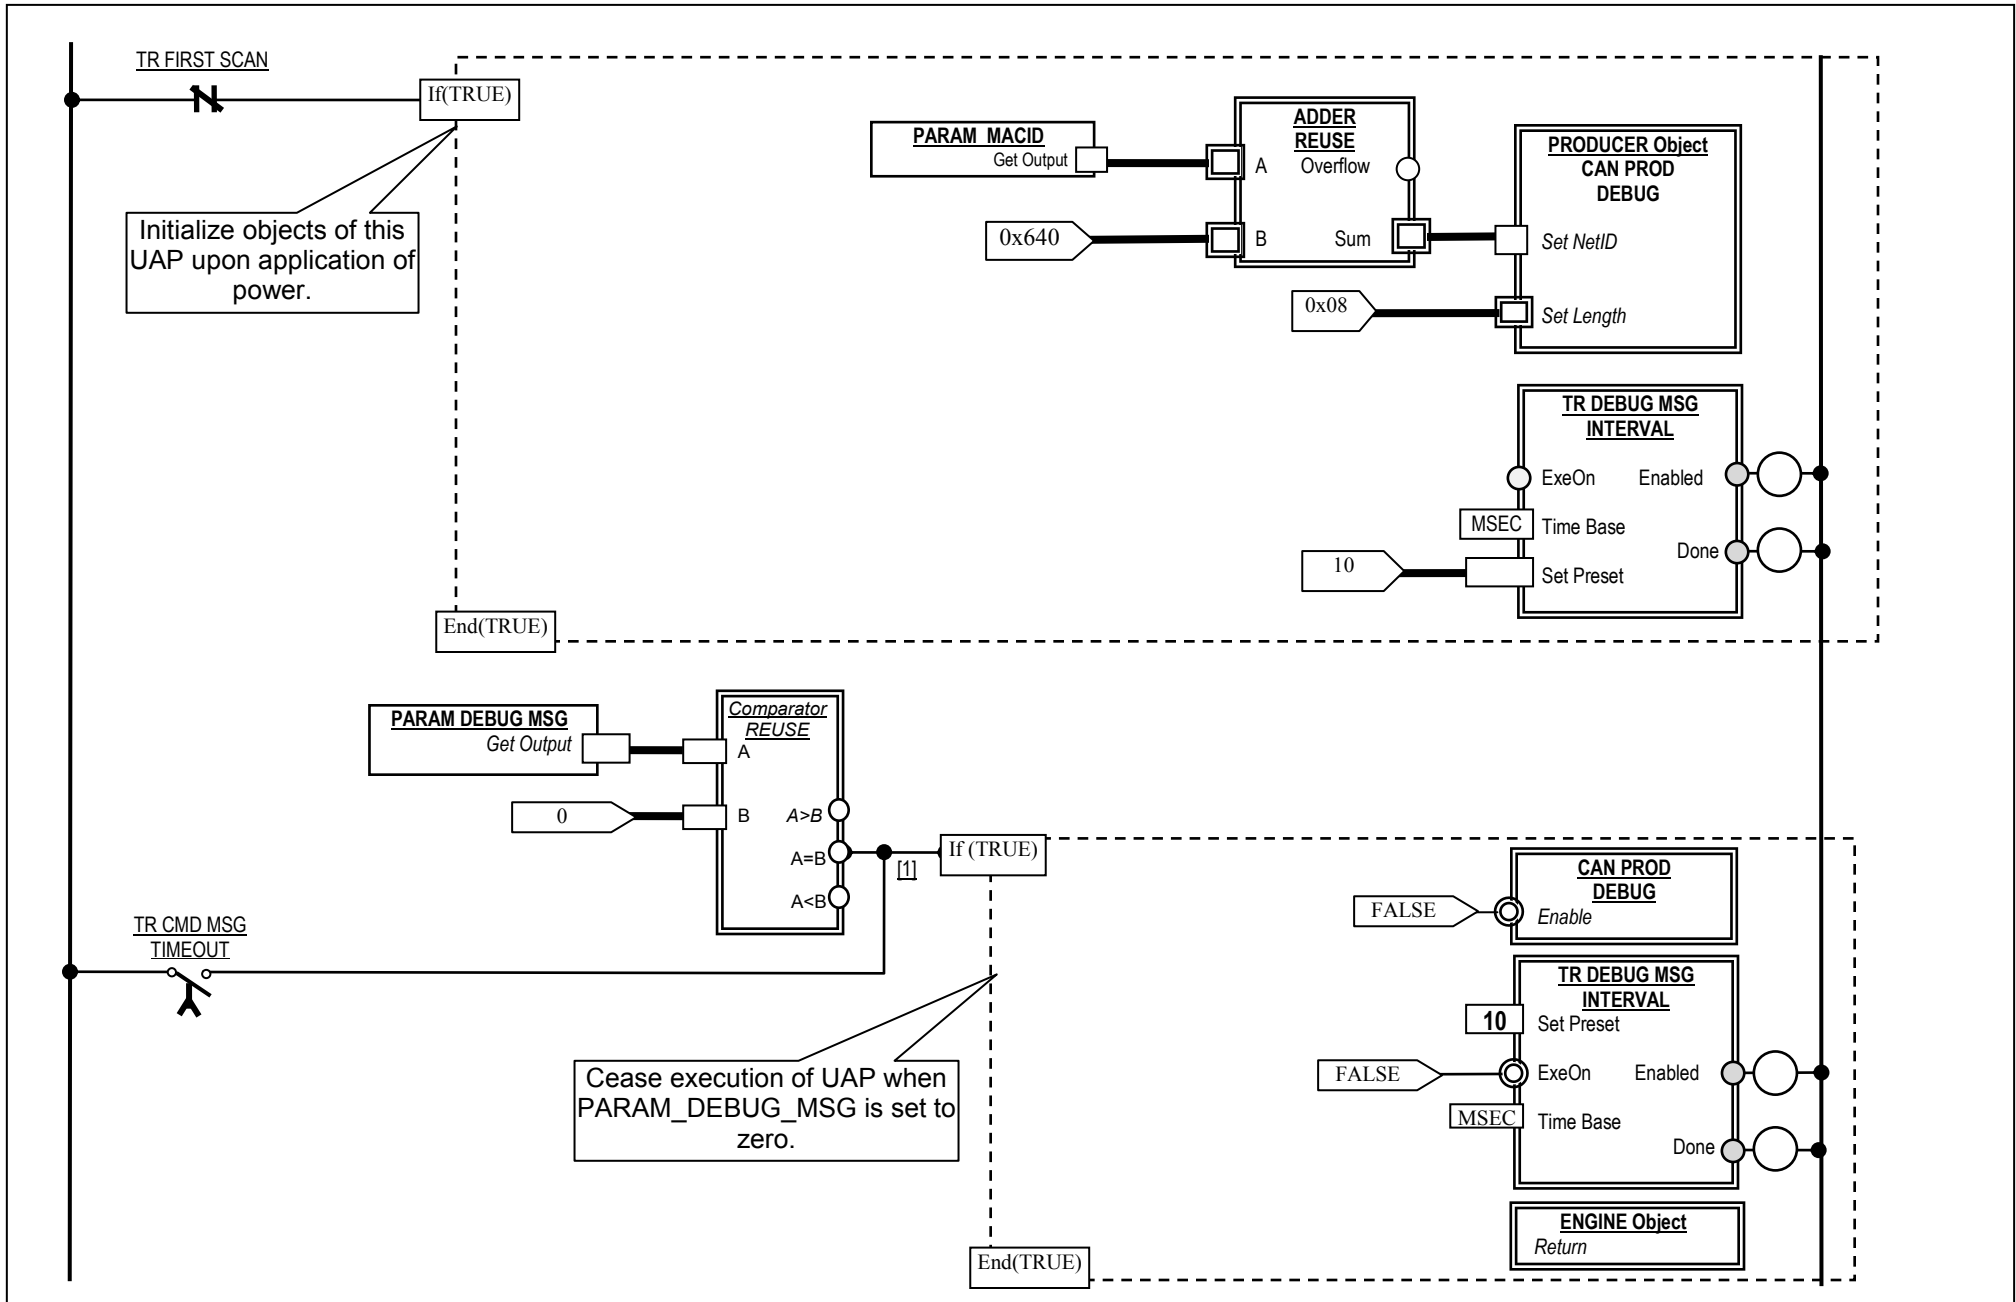 TR FIRST SCAN
If(TRUE)
Initialize objects of this
UAP upon application of
power.
PARAM MACID
Get Output
0x640
ADDER
REUSE
A
Overflow
B
Sum
PRODUCER Object
CAN PROD
DEBUG
Set NetID
0x08
Set Length
TR DEBUG MSG
INTERVAL
ExeOn
Enabled
MSEC
Time Base
Done
10
Set Preset
End(TRUE)
PARAM DEBUG MSG
Get Output
0
Comparator
REUSE
A
B
A>B
A=B
A<B
[1]
If (TRUE)
TR CMD MSG
TIMEOUT
Cease execution of UAP when
PARAM_DEBUG_MSG is set to
zero.
CAN PROD
DEBUG
FALSE
Enable
TR DEBUG MSG
INTERVAL
10
Set Preset
FALSE
ExeOn
Enabled
MSEC
Time Base
Done
ENGINE Object
Return
End(TRUE)